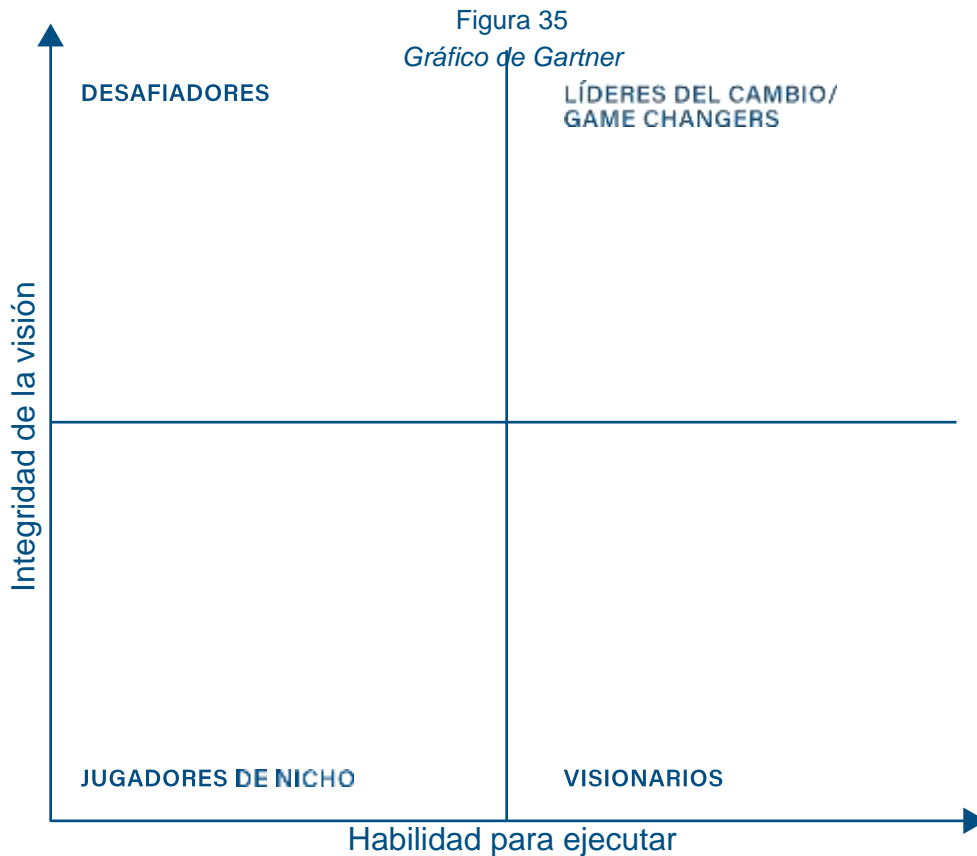 Figura 35
Gráfico de Gartner
DESAFIADORES
LÍDERES DEL CAMBIO/
GAME CHANGERS
Integridad de la visión
JUGADORES DE NICHO
VISIONARIOS
Habilidad para ejecutar